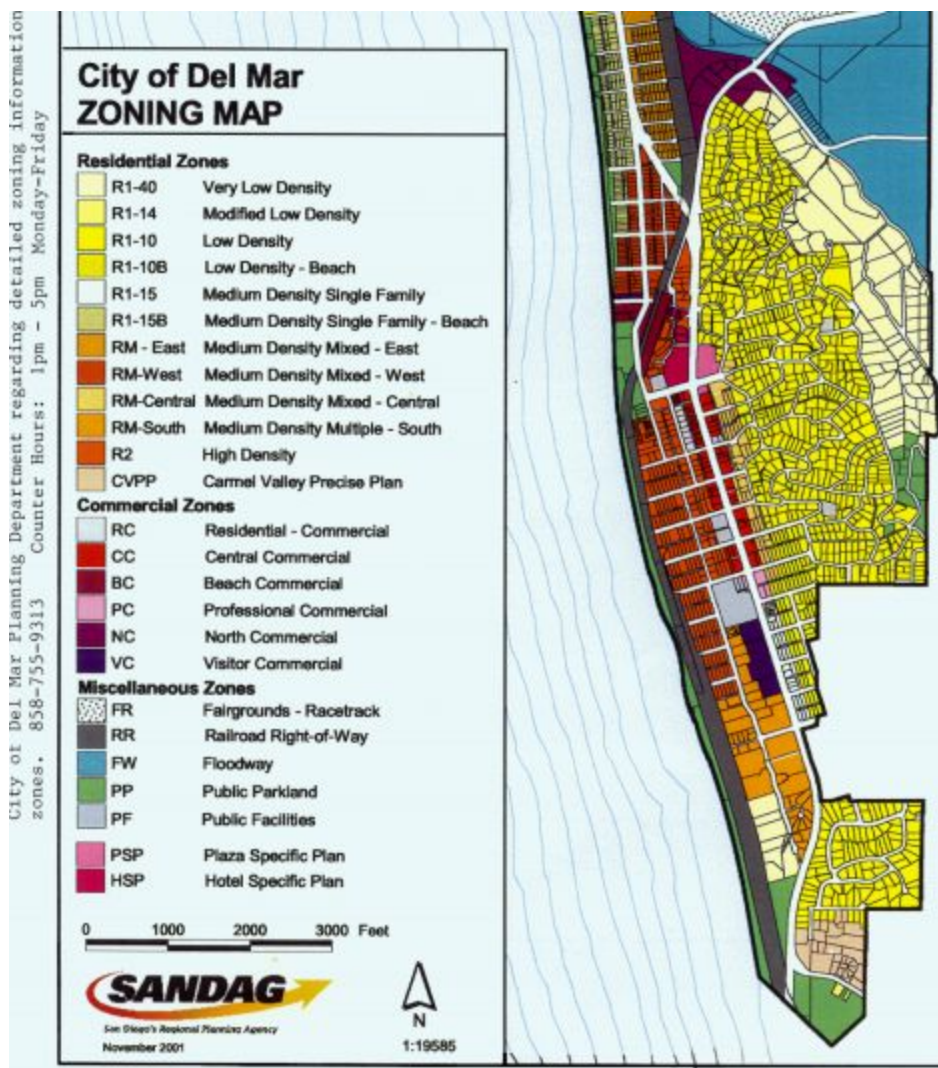 City of Del Mar Planning Department regarding detailed zoning information
zones. 858-755-9313 Counter Hours: 1pm - 5pm Monday-Friday
City of Del Mar
ZONING MAP
Residential Zones
R1-40 Very Low Density
R1-14 Modified Low Density
R1-10 Low Density
R1-10B Low Density - Beach
R1-15 Medium Density Single Family
R1-15B Medium Density Single Family - Beach
RM - East Medium Density Mixed - East
RM-West Medium Density Mixed - West
RM-Central Medium Density Mixed - Central
RM-South Medium Density Multiple - South
R2 High Density
CVPP Carmel Valley Precise Plan
Commercial Zones
RC Residential - Commercial
CC Central Commercial
BC Beach Commercial
PC Professional Commercial
NC North Commercial
VC Visitor Commercial
Miscellaneous Zones
FR Fairgrounds - Racetrack
RR Railroad Right-of-Way
FW Floodway
PP Public Parkland
PF Public Facilities
PSP Plaza Specific Plan
HSP Hotel Specific Plan
0 1000 2000 3000 Feet
SANDAG
San Diego's Regional Planning Agency
November 2001
N
1:19585